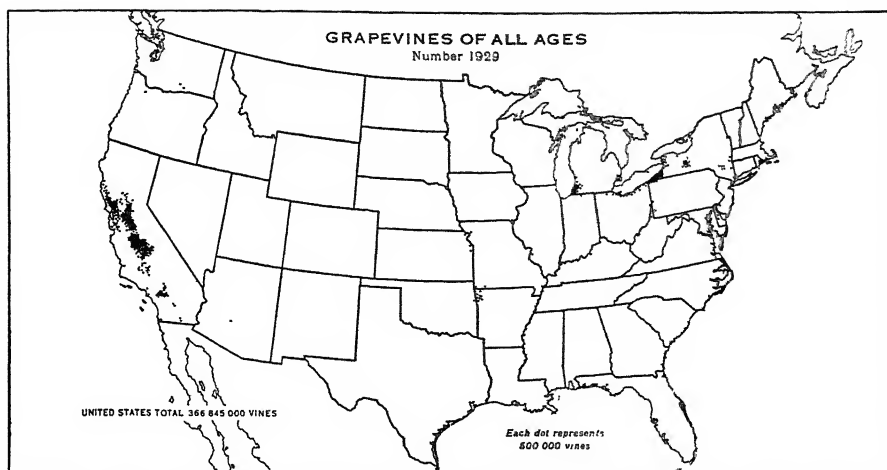 GRAPEVINES OF ALL AGES
Number 1929
UNITED STATES TOTAL 366 845 000 VINES
Each dot represents
500 000 vines